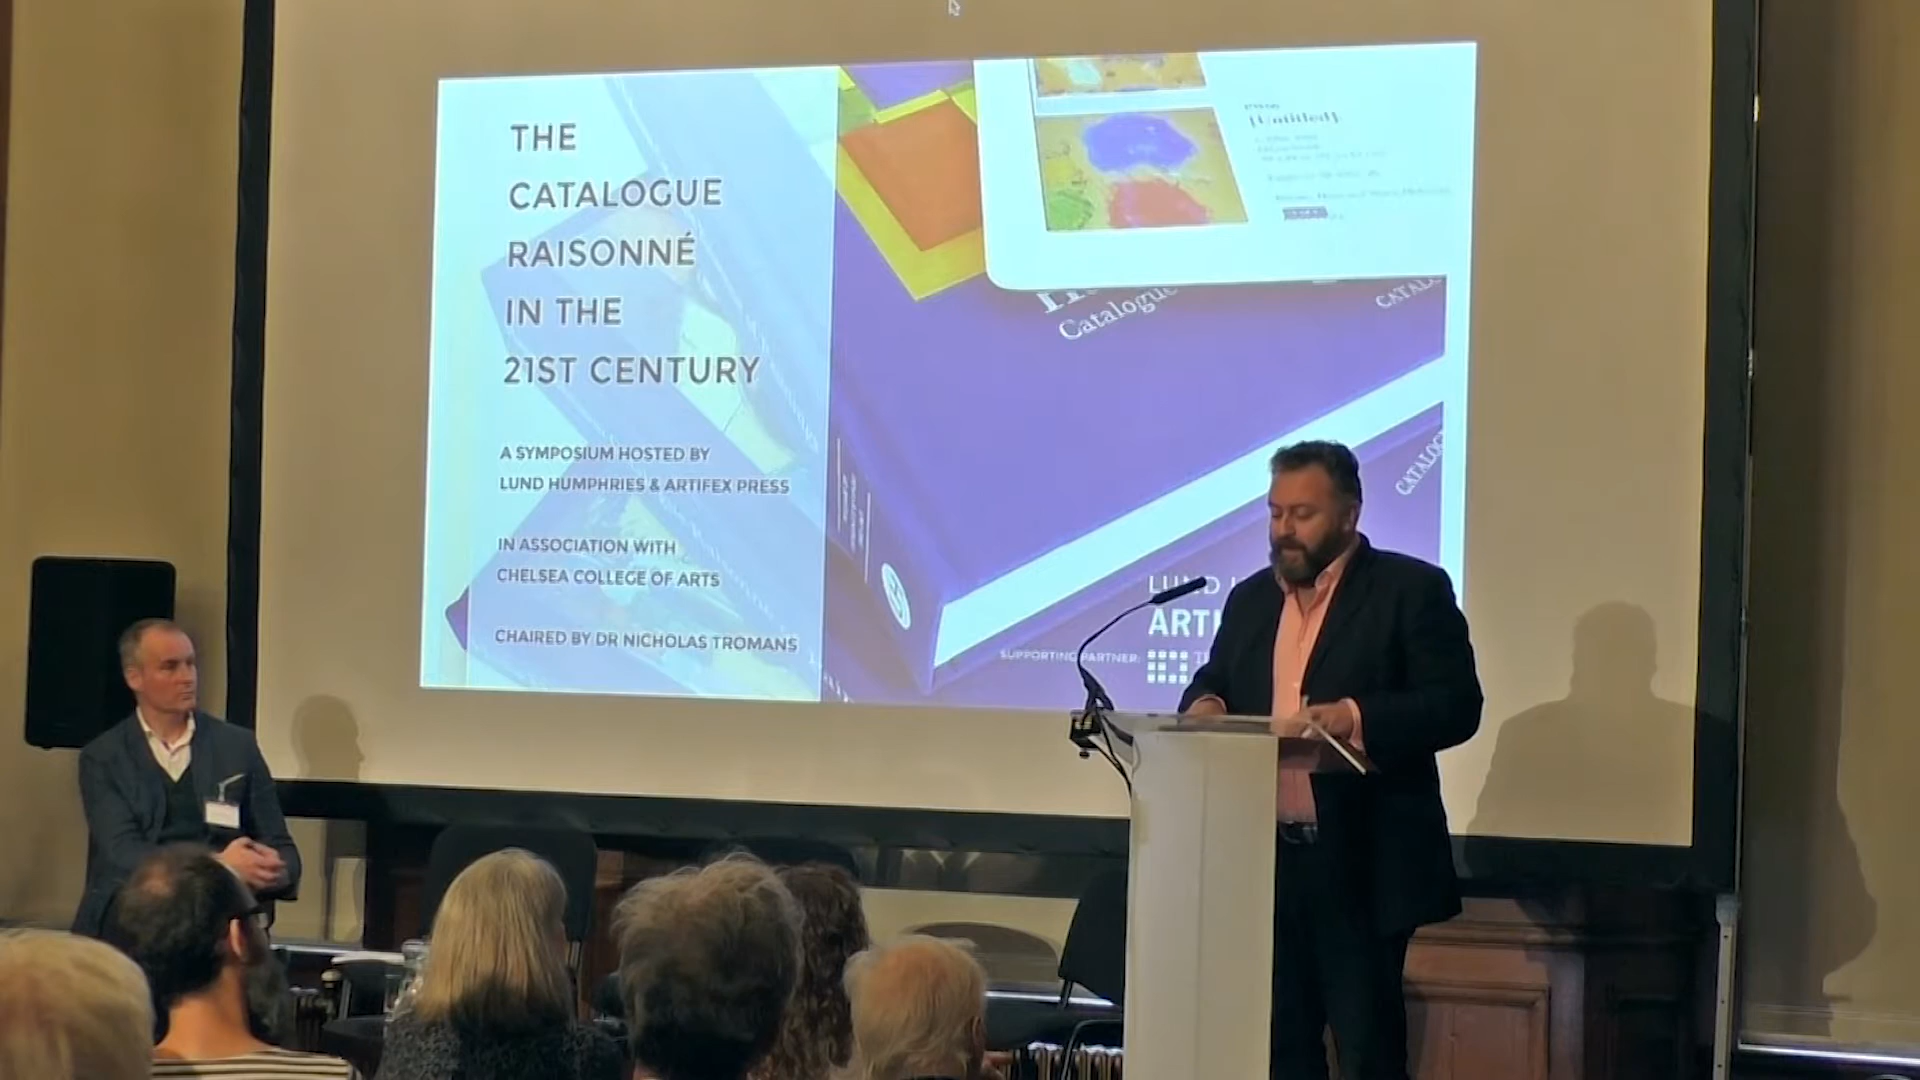 THE
CATALOGUE
RAISONNÉ
IN THE
21ST CENTURY
A SYMPOSIUM HOSTED BY
LUND HUMPHRIES & ARTIFEX PRESS
IN ASSOCIATION WITH
CHELSEA COLLEGE OF ARTS
CHAIRED BY DR NICHOLAS TROMANS
[Untitled]
Catalogue
LUND
ARTI
SUPPORTING PARTNER: